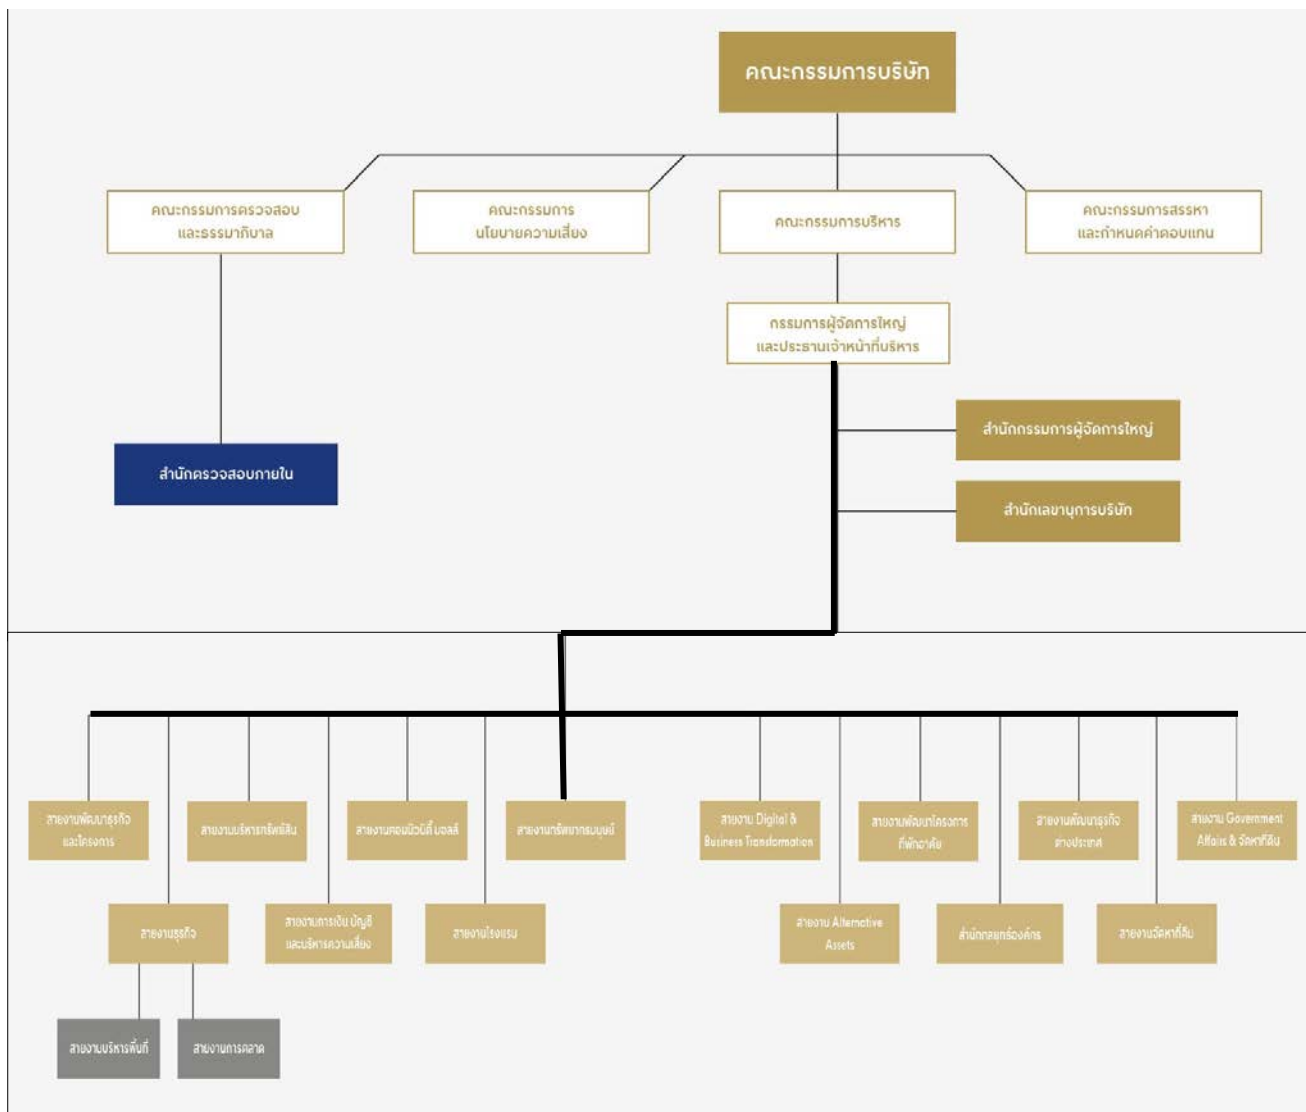 คณะกรรมการบริษัท
คณะกรรมการตรวจสอบ
และธรรมาภิบาล
คณะกรรมการ
นโยบายความเสี่ยง
คณะกรรมการบริหาร
คณะกรรมการสรรหา
และกำหนดค่าตอบแทน
กรรมการผู้จัดการใหญ่
และประธานเจ้าหน้าที่บริหาร
สำนักกรรมการผู้จัดการใหญ่
สำนักตรวจสอบภายใน
สำนักเลขานุการบริษัท
สายงานพัฒนาธุรกิจ
และโครงการ
สายงานบริหารทรัพย์สิน
สายงานคอมมิวนิตี้ มอลล์
สายงานทรัพยากรมนุษย์
สายงาน Digital &
Business Transformation
สายงานพัฒนาโครงการ
ที่พักอาศัย
สายงานพัฒนาธุรกิจ
ต่างประเทศ
สายงาน Government
Affairs & จัดหาที่ดิน
สายงานธุรกิจ
สายงานการเงิน บัญชี
และบริหารความเสี่ยง
สายงานโรงแรม
สายงาน Alternative
Assets
สำนักกลยุทธ์องค์กร
สายงานจัดหาที่ดิน
สายงานบริหารพื้นที่
สายงานการตลาด